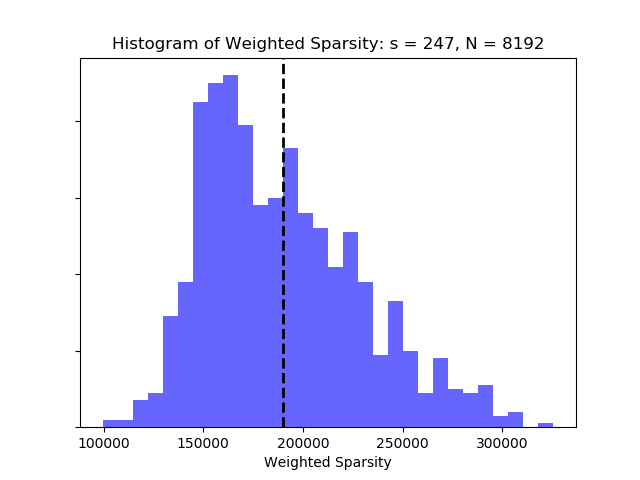 Histogram of Weighted Sparsity: s = 247, N = 8192
100000 150000 200000 250000 300000
Weighted Sparsity